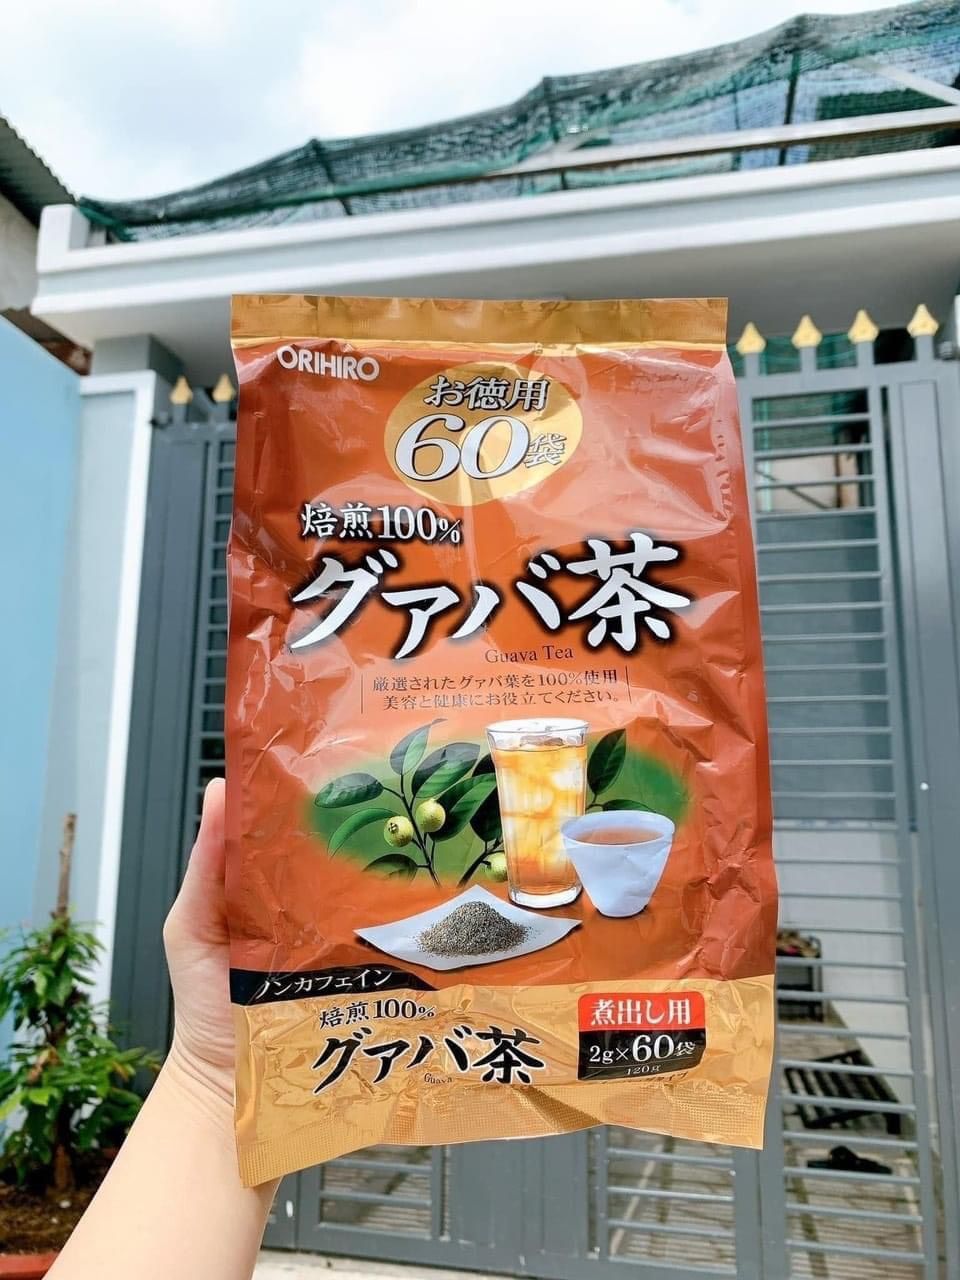 ORIHIRO
お徳用
60袋
焙煎100%
グァバ茶
Guava Tea
厳選されたグァバ葉を100%使用
美容と健康にお役立てください。
ノンカフェイン
焙煎100%
グァバ茶
Guava
煮出し用
2g×60袋
120g